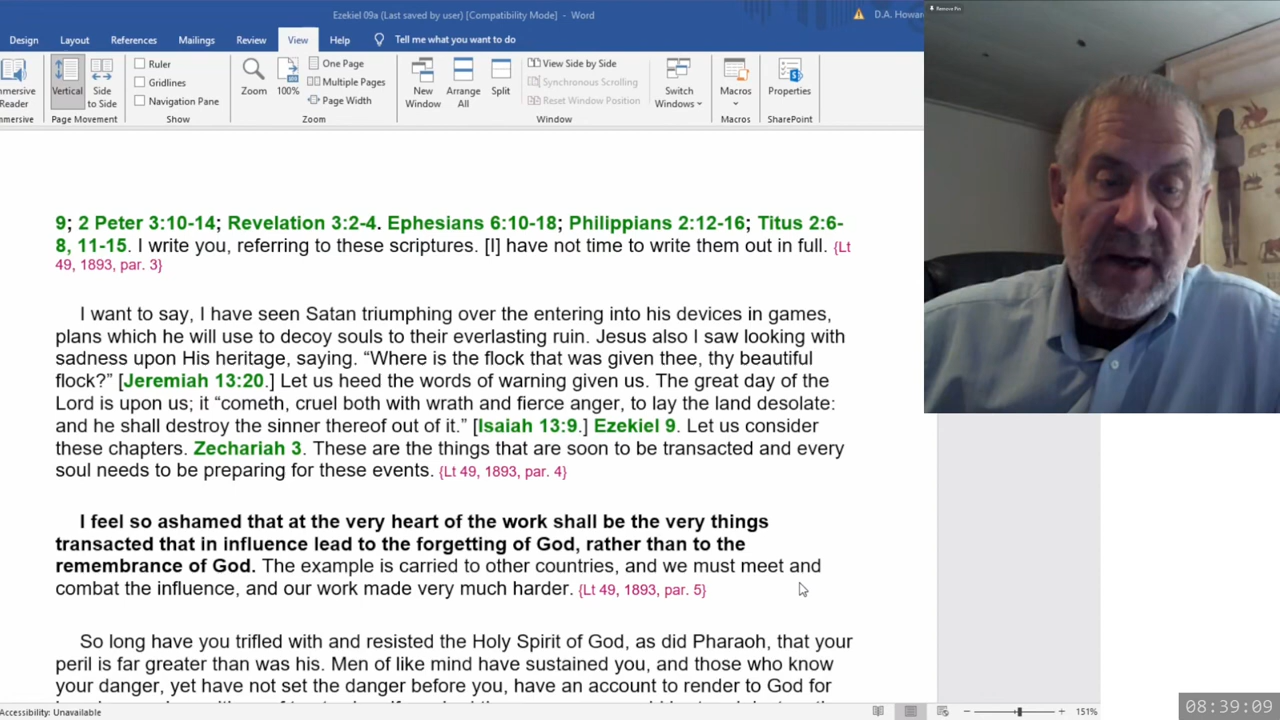 Ezekiel 09a (Last saved by user) [Compatibility Mode] - Word
D.A. Howar
Remove Pin
Design Layout References Mailings Review View Help Tell me what you want to do
mmersive Reader
Vertical
Side to Side
Ruler
Gridlines
Navigation Pane
Zoom
100%
One Page
Multiple Pages
Page Width
New Window
Arrange All
Split
View Side by Side
Synchronous Scrolling
Reset Window Position
Switch Windows
Macros
Properties
mmersive Page Movement Show Zoom Window Macros SharePoint
9; 2 Peter 3:10-14; Revelation 3:2-4. Ephesians 6:10-18; Philippians 2:12-16; Titus 2:6-
8, 11-15. I write you, referring to these scriptures. [I] have not time to write them out in full. {Lt
49, 1893, par. 3}
I want to say, I have seen Satan triumphing over the entering into his devices in games,
plans which he will use to decoy souls to their everlasting ruin. Jesus also I saw looking with
sadness upon His heritage, saying. “Where is the flock that was given thee, thy beautiful
flock?” [Jeremiah 13:20.] Let us heed the words of warning given us. The great day of the
Lord is upon us; it “cometh, cruel both with wrath and fierce anger, to lay the land desolate:
and he shall destroy the sinner thereof out of it.” [Isaiah 13:9.] Ezekiel 9. Let us consider
these chapters. Zechariah 3. These are the things that are soon to be transacted and every
soul needs to be preparing for these events. {Lt 49, 1893, par. 4}
I feel so ashamed that at the very heart of the work shall be the very things
transacted that in influence lead to the forgetting of God, rather than to the
remembrance of God. The example is carried to other countries, and we must meet and
combat the influence, and our work made very much harder. {Lt 49, 1893, par. 5}
So long have you trifled with and resisted the Holy Spirit of God, as did Pharaoh, that your
peril is far greater than was his. Men of like mind have sustained you, and those who know
your danger, yet have not set the danger before you, have an account to render to God for
Accessibility: Unavailable
151%
08:39:09